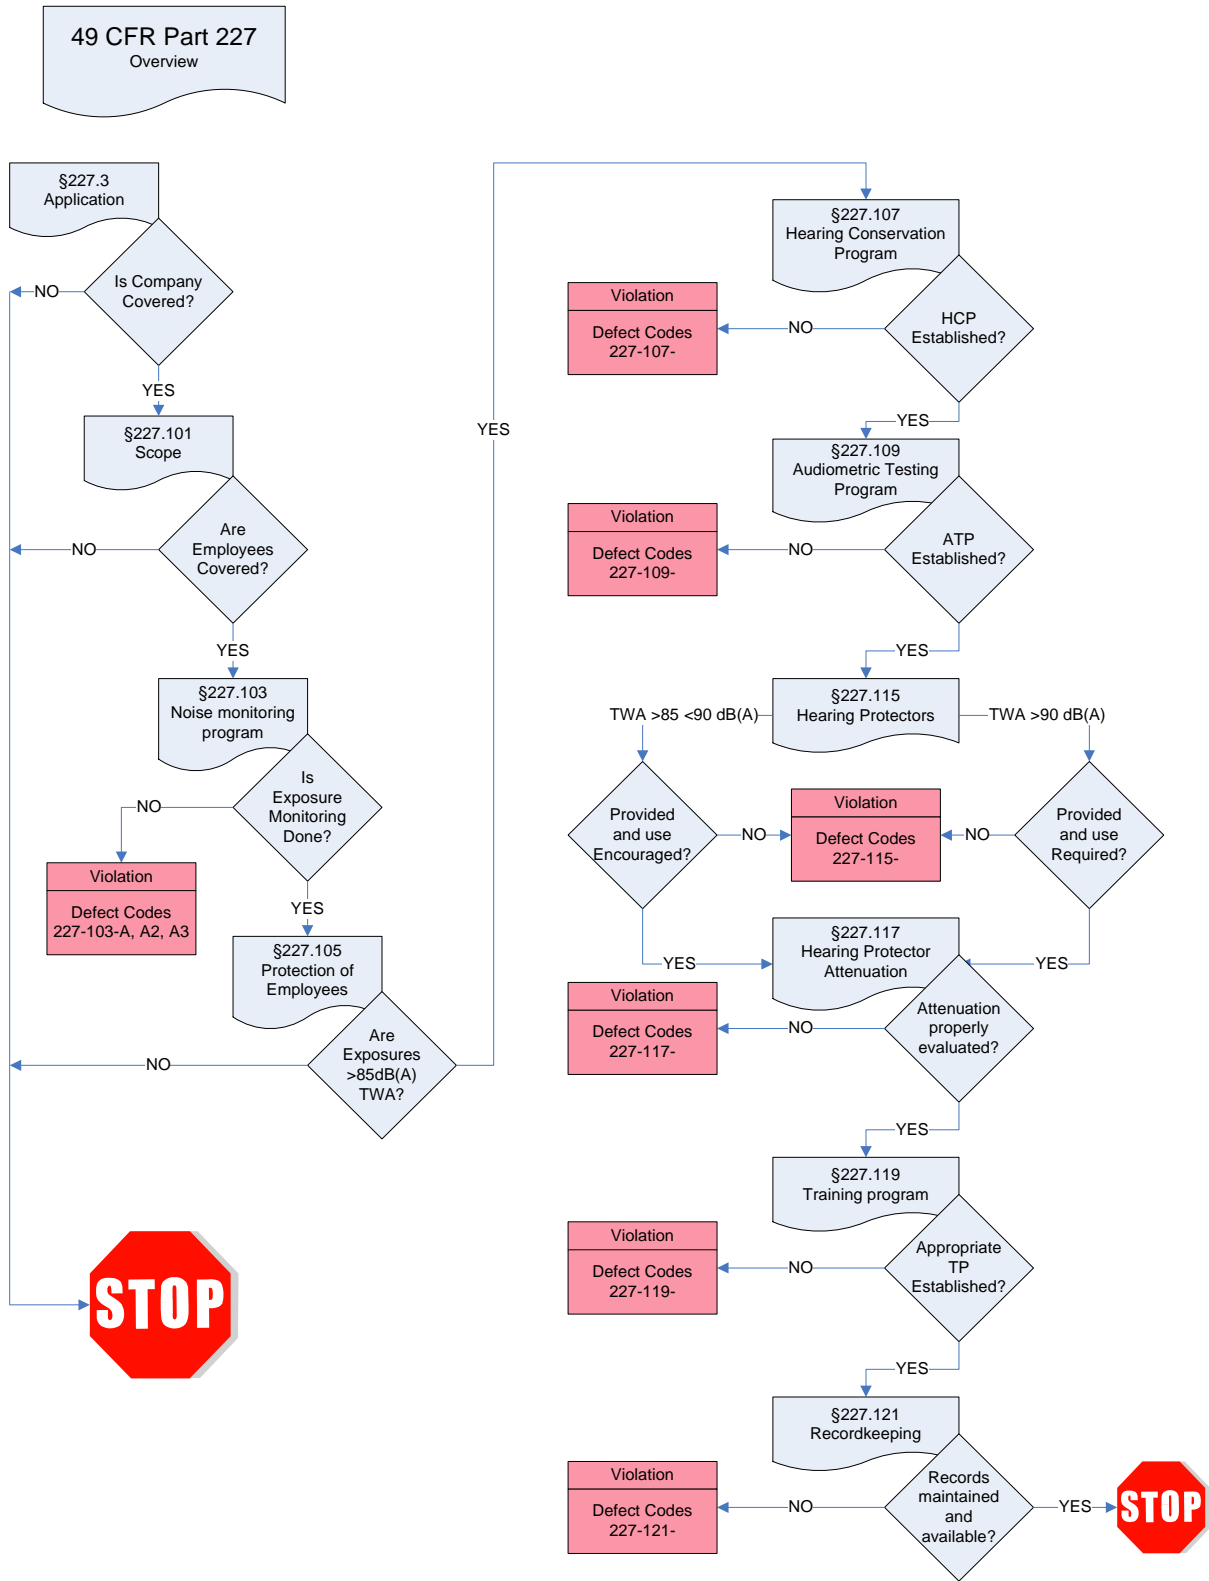 49 CFR Part 227
Overview
§227.3
Application
Is Company
Covered?
NO
YES
§227.101
Scope
Are
Employees
Covered?
NO
YES
§227.103
Noise monitoring
program
Is
Exposure
Monitoring
Done?
NO
Violation
Defect Codes
227-103-A, A2, A3
YES
§227.105
Protection of
Employees
Are
Exposures
>85dB(A)
TWA?
NO
STOP
YES
§227.107
Hearing Conservation
Program
HCP
Established?
NO
Violation
Defect Codes
227-107-
YES
§227.109
Audiometric Testing
Program
ATP
Established?
NO
Violation
Defect Codes
227-109-
YES
§227.115
Hearing Protectors
TWA >85 <90 dB(A)
TWA >90 dB(A)
Provided
and use
Encouraged?
NO
Violation
Defect Codes
227-115-
NO
Provided
and use
Required?
YES
§227.117
Hearing Protector
Attenuation
YES
Attenuation
properly
evaluated?
NO
Violation
Defect Codes
227-117-
YES
§227.119
Training program
Appropriate
TP
Established?
NO
Violation
Defect Codes
227-119-
YES
§227.121
Recordkeeping
Records
maintained
and
available?
NO
Violation
Defect Codes
227-121-
YES
STOP